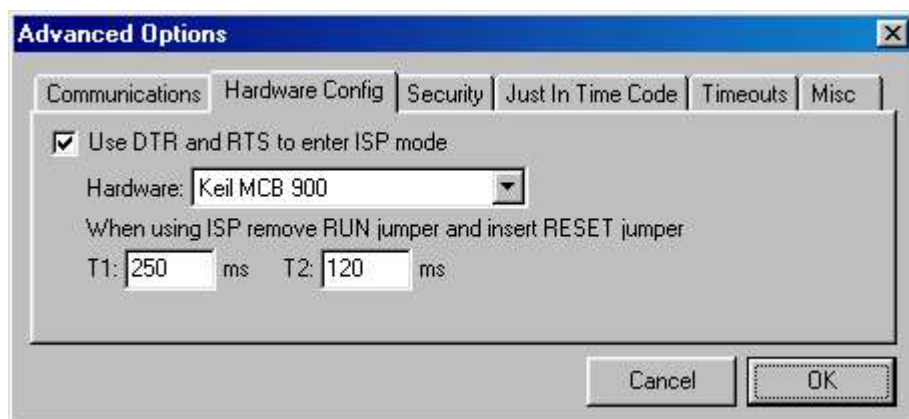 Advanced Options
Communications Hardware Config Security Just In Time Code Timeouts Misc
Use DTR and RTS to enter ISP mode
Hardware: Keil MCB 900
When using ISP remove RUN jumper and insert RESET jumper
T1: 250 ms T2: 120 ms
Cancel OK